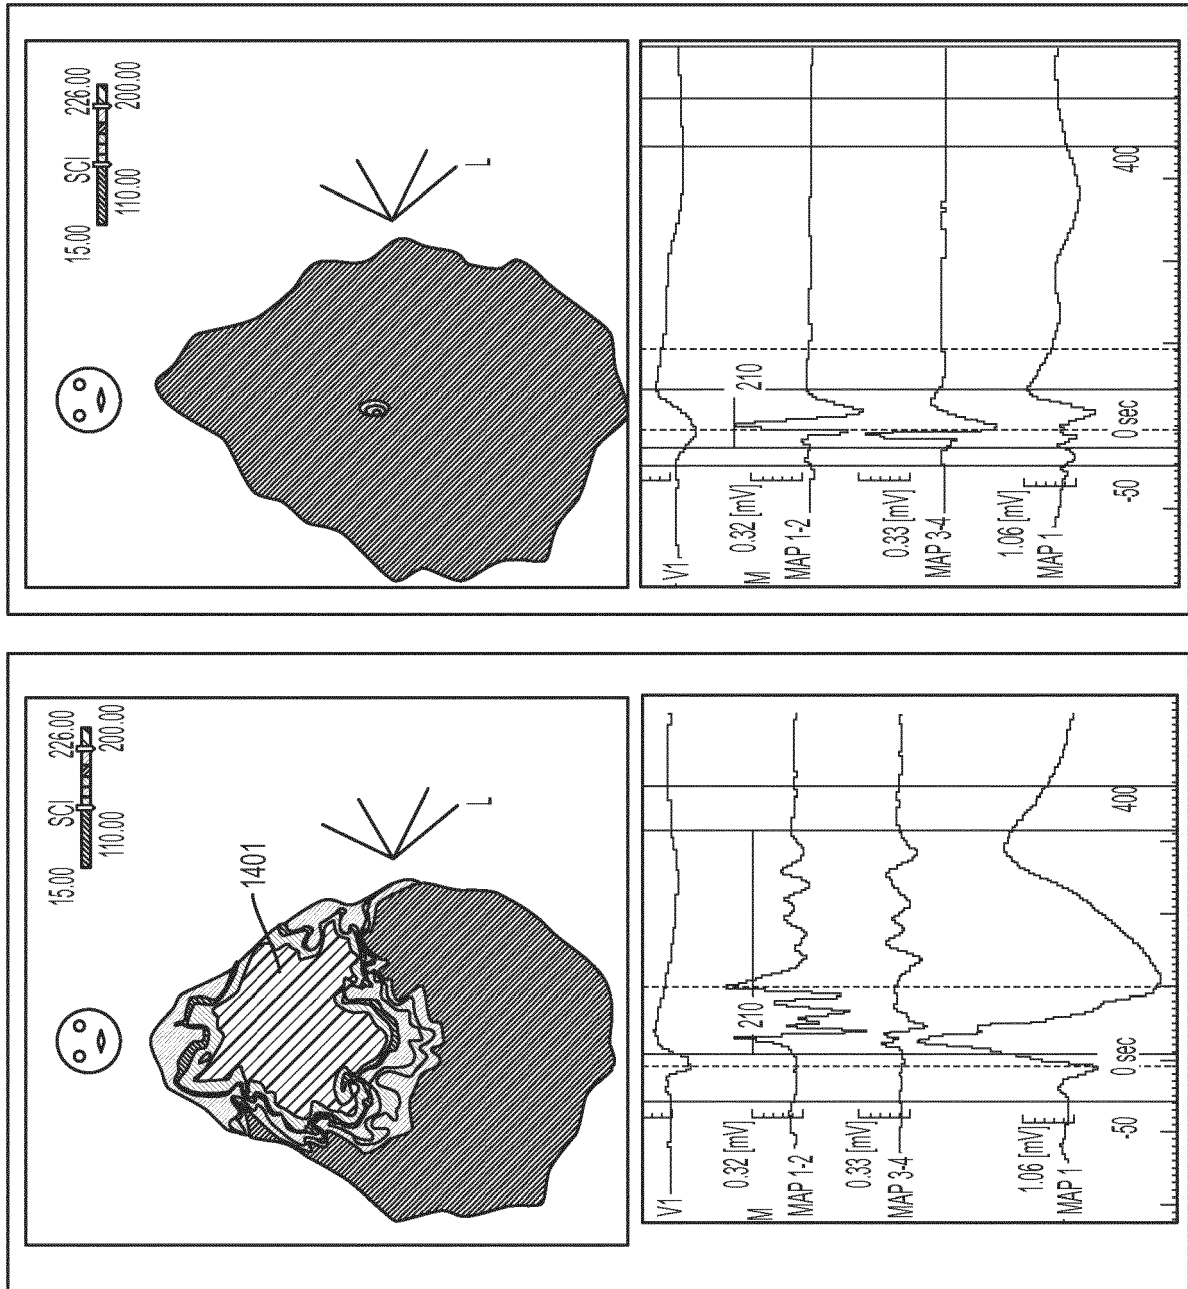 15.00 SCI 226.00
110.00 200.00
L
V1
210
M 0.32 [mV]
MAP 1-2
0.33 [mV]
MAP 3-4
1.06 [mV]
MAP 1
-50 0 sec 400
15.00 SCI 226.00
110.00 200.00
1401
L
V1
210
M 0.32 [mV]
MAP 1-2
0.33 [mV]
MAP 3-4
1.06 [mV]
MAP 1
-50 0 sec 400